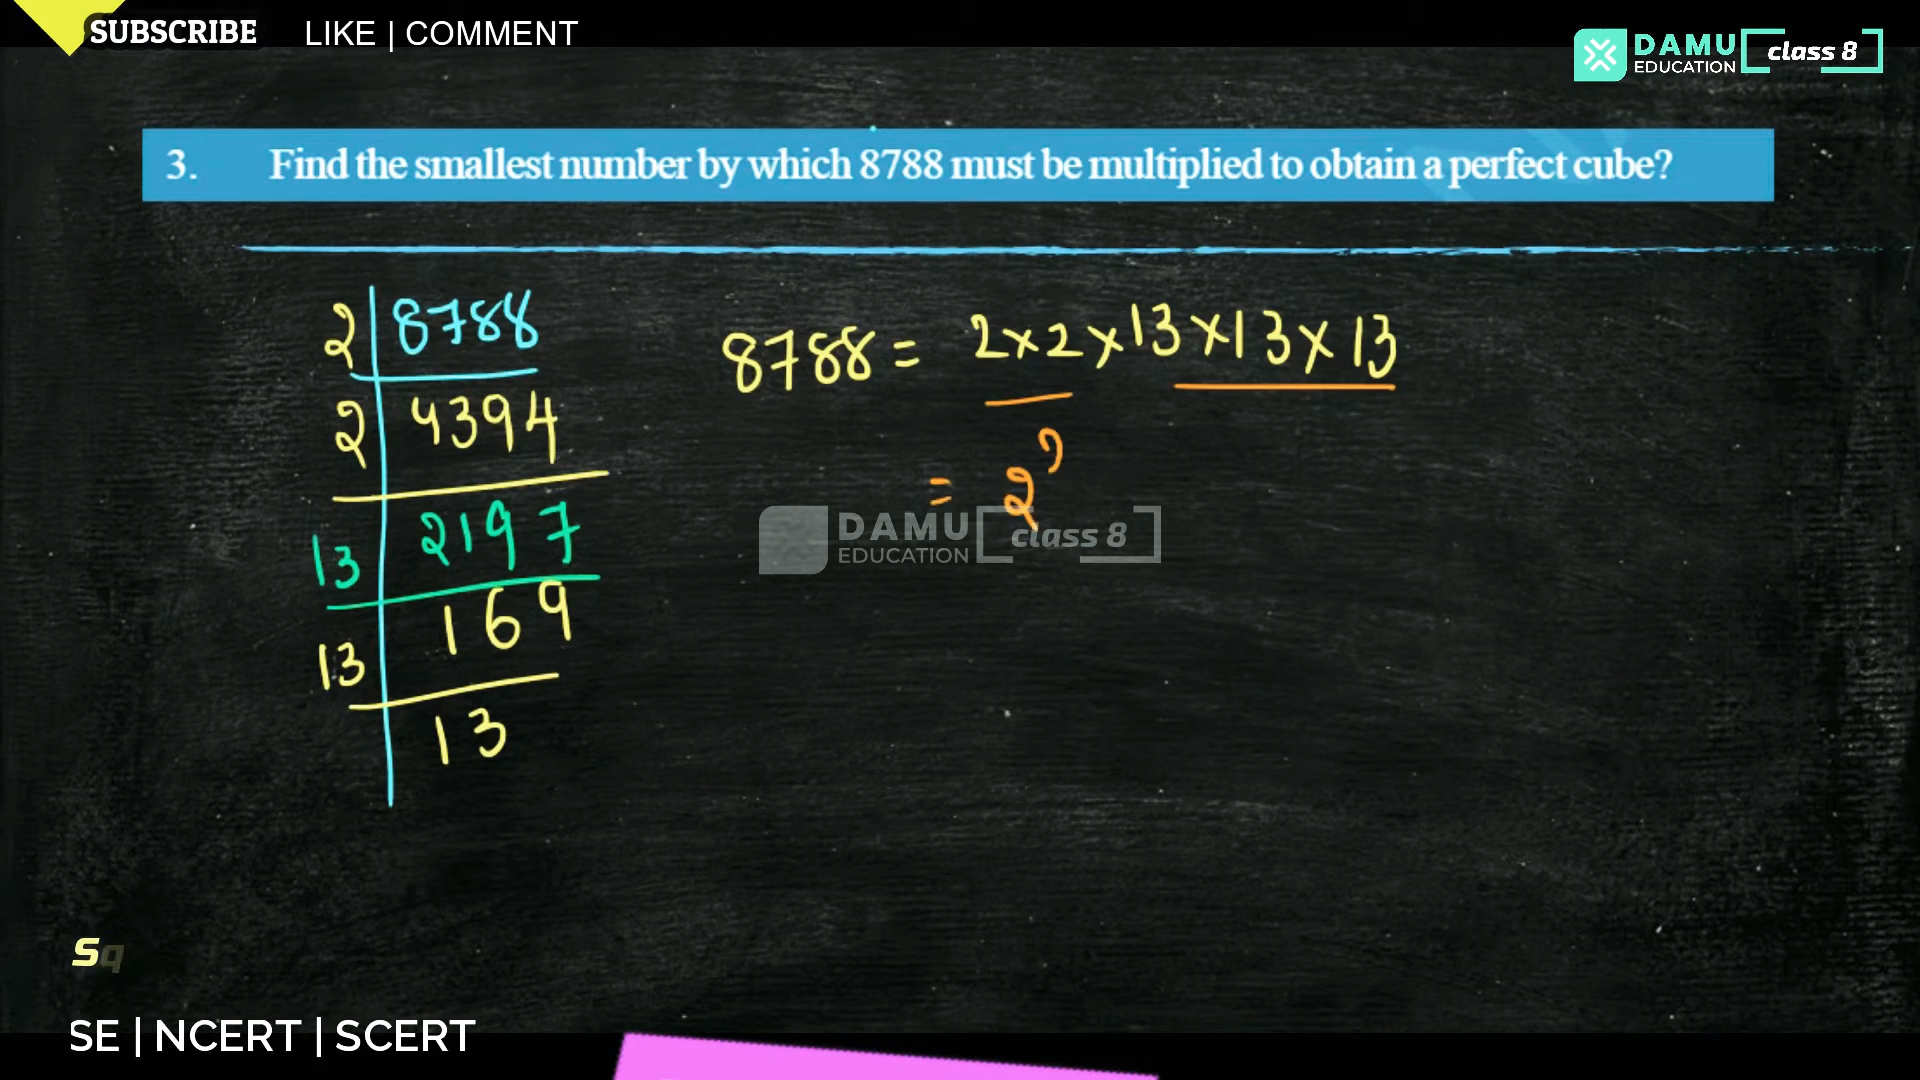 SUBSCRIBE LIKE | COMMENT
DAMU EDUCATION class 8
3. Find the smallest number by which 8788 must be multiplied to obtain a perfect cube?
2 | 8788
2 | 4394
13 | 2197
13 | 169
13
8788 = 2 × 2 × 13 × 13 × 13
= 2
DAMU EDUCATION class 8
Sq
SE | NCERT | SCERT